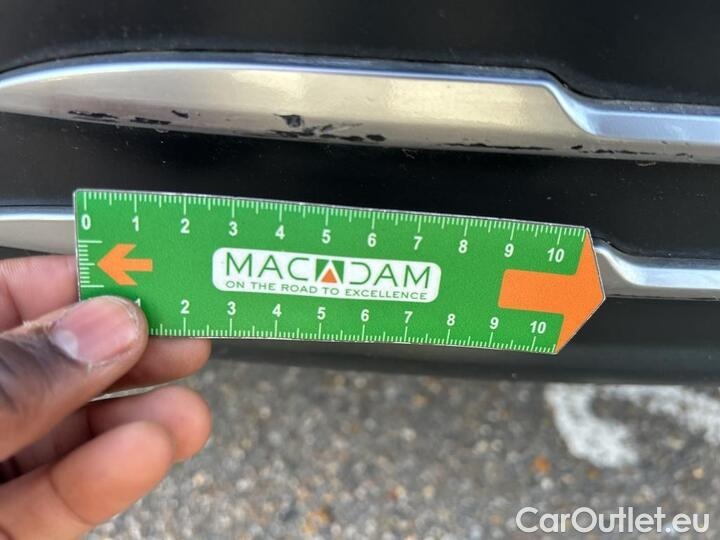 0 1 2 3 4 5 6 7 8 9 10
MACADAM
ON THE ROAD TO EXCELLENCE
1 2 3 4 5 6 7 8 9 10
CarOutlet.eu